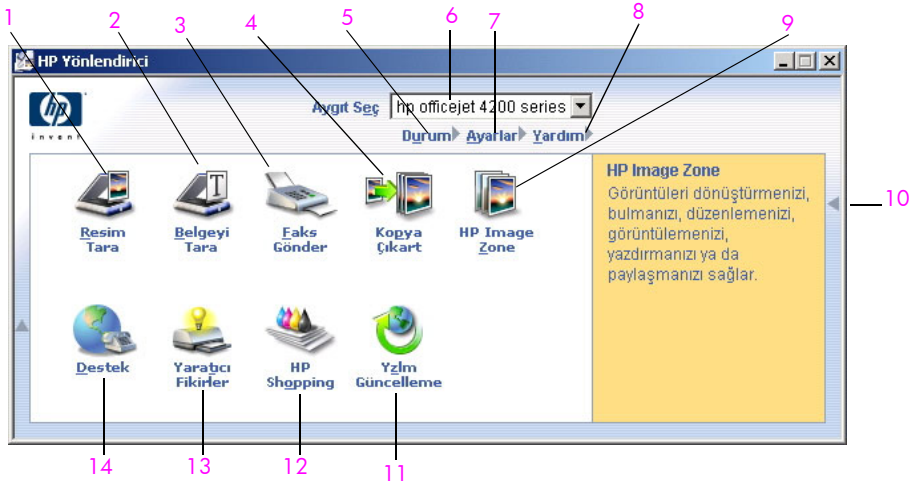 1 2 3 4 5 6 7 8 9
HP Yönlendirici
hp
invent
Aygıt Seç hp officejet 4200 series
Durum Ayarlar Yardım
Resim
Tara
Belgeyi
Tara
Faks
Gönder
Kopya
Çıkart
HP Image
Zone
HP Image Zone
Görüntüleri dönüştürmenizi,
bulmanızı, düzenlemenizi,
görüntülemenizi,
yazdırmanızı ya da
paylaşmanızı sağlar.
10
Destek
Yaratıcı
Fikirler
HP
Shopping
Yzlm
Güncelleme
14 13 12 11